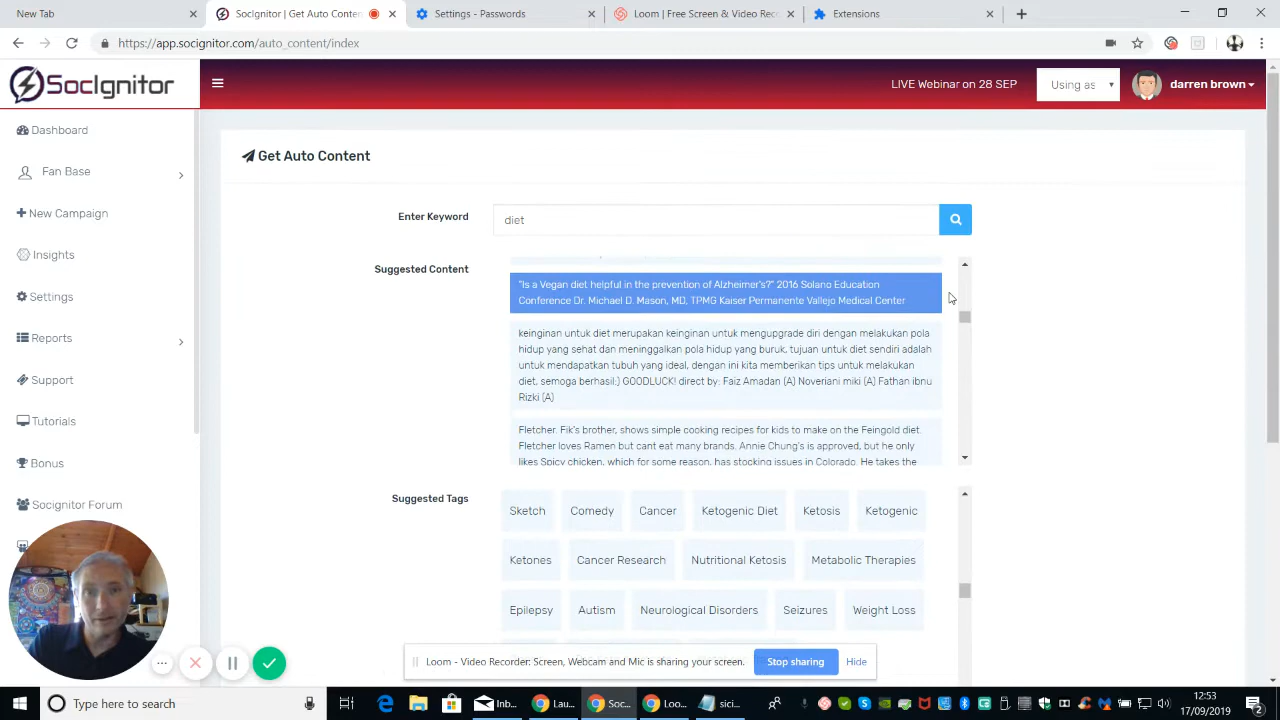 New Tab
SocIgnitor | Get Auto Content
Settings - Passwords
Loom | Free Screen & Video Rec
Extensions
https://app.socignitor.com/auto_content/index
SocIgnitor
LIVE Webinar on 28 SEP
Using as
darren brown
Dashboard
Fan Base
New Campaign
Insights
Settings
Reports
Support
Tutorials
Bonus
Socignitor Forum
Get Auto Content
Enter Keyword
diet
Suggested Content
"Is a Vegan diet helpful in the prevention of Alzheimer's?" 2016 Solano Education
Conference Dr. Michael D. Mason, MD, TPMG Kaiser Permanente Vallejo Medical Center
keinginan untuk diet merupakan keinginan untuk mengupgrade diri dengan melakukan pola
hidup yang sehat dan meninggalkan pola hidup yang buruk, tujuan untuk diet sendiri adalah
untuk mendapatkan tubuh yang ideal, dengan ini kita memberikan tips untuk melakukan
diet, semoga berhasil:) GOODLUCK! direct by: Faiz Amadan (A) Noveriani miki (A) Fathan ibnu
Rizki (A)
Fletcher. Fik's brother, shows simple cooking recipes for kids to make on the Feingold diet.
Fletcher loves Ramen but cant eat many brands. Annie Chung's is approved, but he only
likes Spicy chicken, which for some reason, has stocking issues in Colorado. He takes the
Suggested Tags
Sketch
Comedy
Cancer
Ketogenic Diet
Ketosis
Ketogenic
Ketones
Cancer Research
Nutritional Ketosis
Metabolic Therapies
Epilepsy
Autism
Neurological Disorders
Seizures
Weight Loss
Loom - Video Recorder: Screen, Webcam and Mic is sharing your screen.
Stop sharing
Hide
Type here to search
Inb...
Lau...
Soc...
Loo...
sici...
12:53
17/09/2019
2